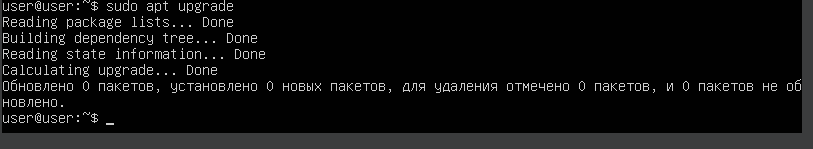 user@user:~$ sudo apt upgrade
Reading package lists... Done
Building dependency tree... Done
Reading state information... Done
Calculating upgrade... Done
Обновлено 0 пакетов, установлено 0 новых пакетов, для удаления отмечено 0 пакетов, и 0 пакетов не об
новлено.
user@user:~$ _